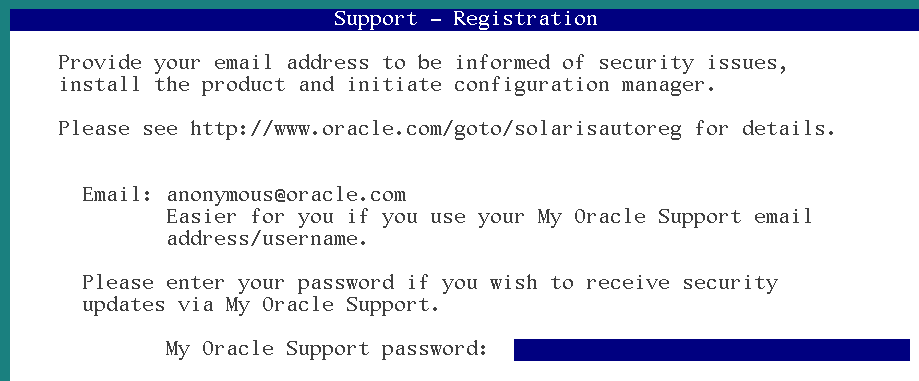 Support - Registration
Provide your email address to be informed of security issues,
install the product and initiate configuration manager.
Please see http://www.oracle.com/goto/solarisautoreg for details.
Email: anonymous@oracle.com
Easier for you if you use your My Oracle Support email
address/username.
Please enter your password if you wish to receive security
updates via My Oracle Support.
My Oracle Support password: